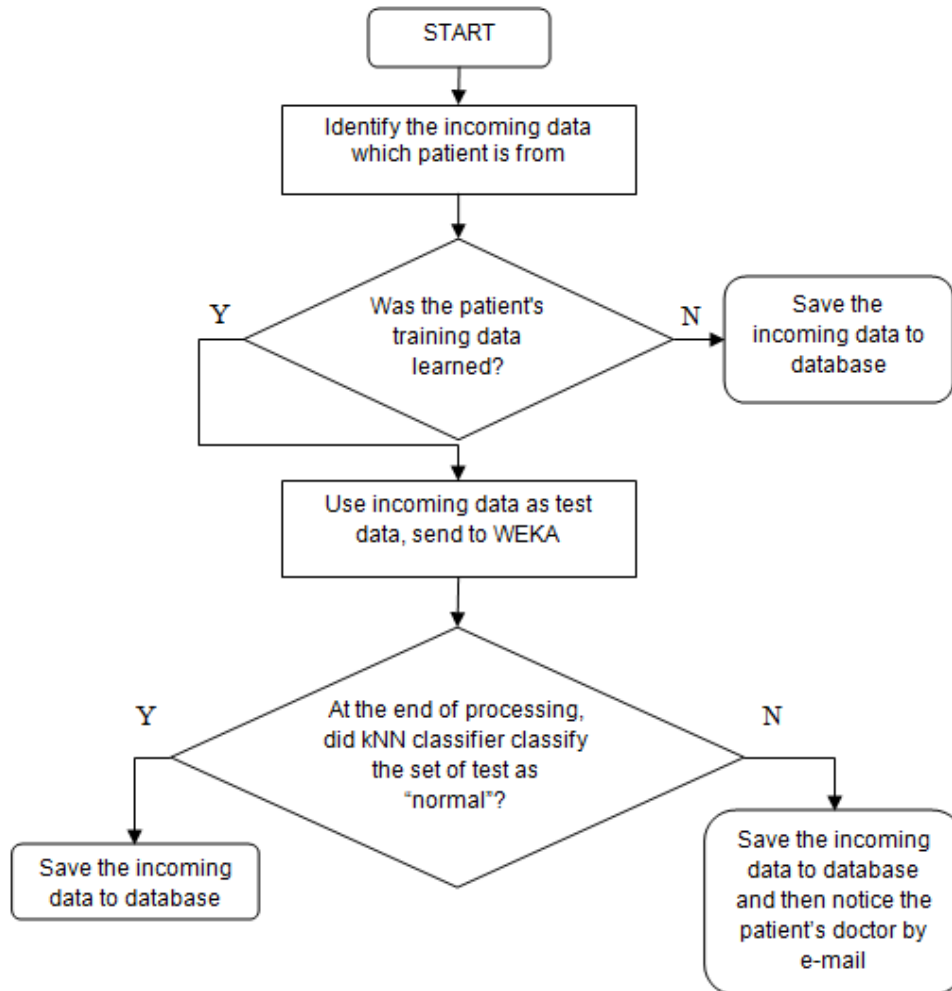 START
Identify the incoming data
which patient is from
Was the patient's
training data
learned?
Y
N
Save the
incoming data to
database
Use incoming data as test
data, send to WEKA
At the end of processing,
did kNN classifier classify
the set of test as
“normal”?
Y
N
Save the incoming
data to database
Save the incoming
data to database
and then notice the
patient’s doctor by
e-mail